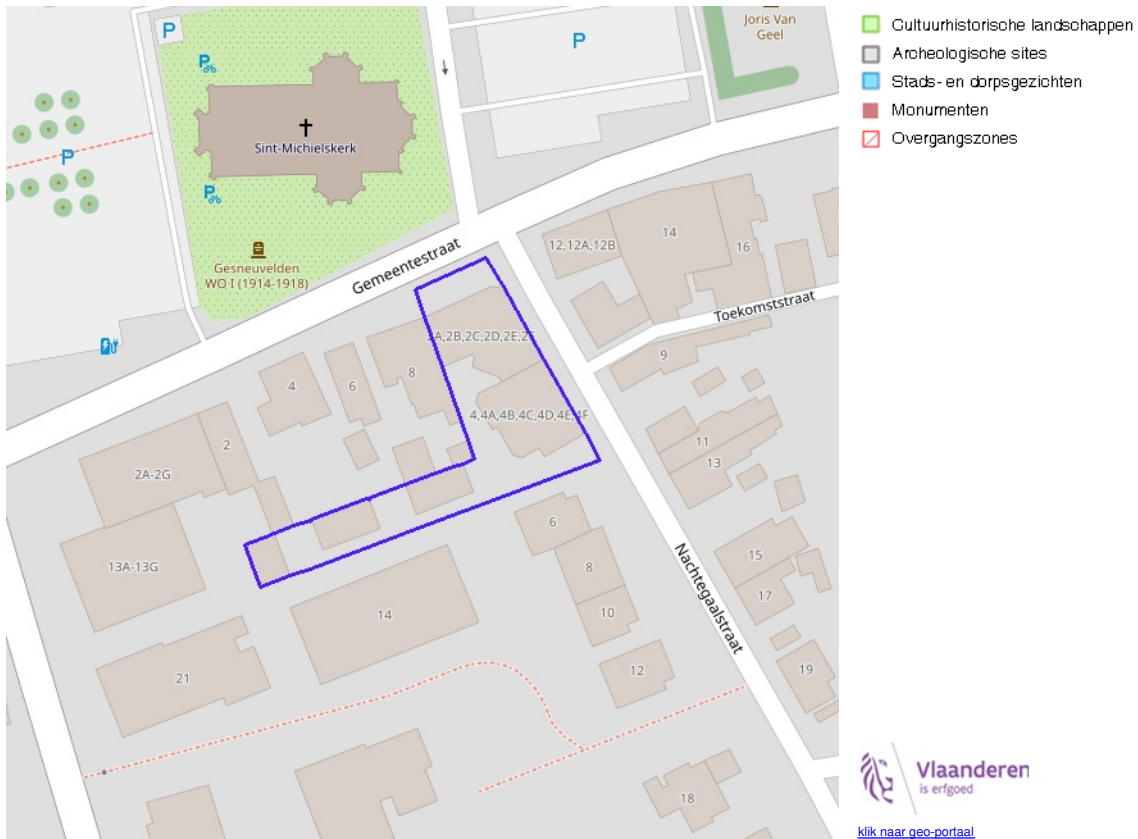 P
P
P
Joris Van
Geel
Sint-Michielskerk
P
P
Gesneuvelden
WO I (1914-1918)
Gemeentestraat
12,12A,12B
14
16
Toekomststraat
2A,2B,2C,2D,2E,2F
9
4
6
8
4,4A,4B,4C,4D,4E,4F
2
11
13
2A-2G
6
13A-13G
8
15
Nachtegaalstraat
17
14
10
12
19
21
18
Cultuurhistorische landschappen
Archeologische sites
Stads- en dorpsgezichten
Monumenten
Overgangszones
Vlaanderen
is erfgoed
klik naar geo-portaal